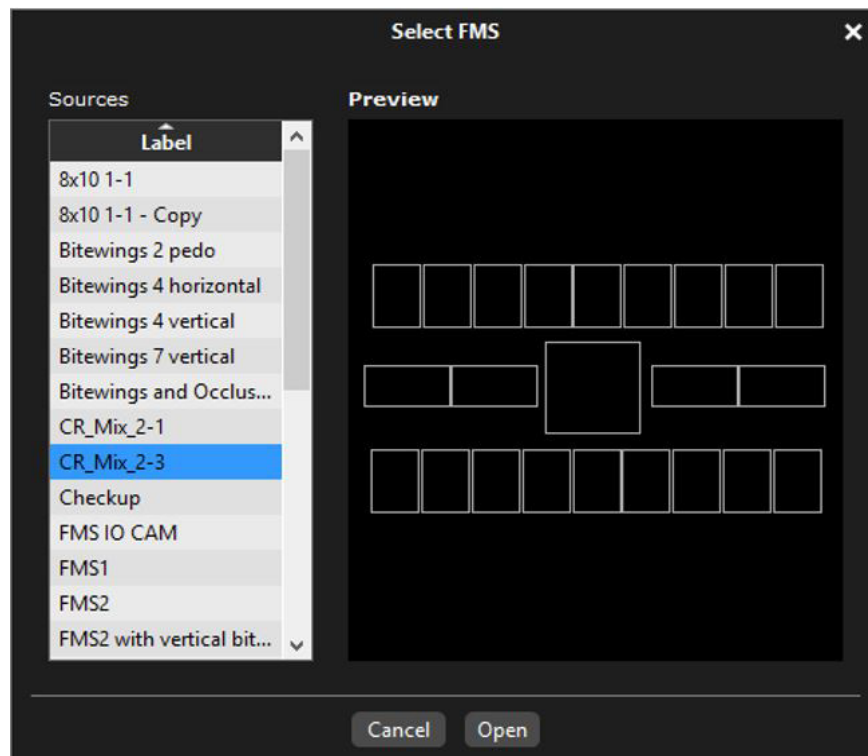 Select FMS
Sources
Preview
Label
8x10 1-1
8x10 1-1 - Copy
Bitewings 2 pedo
Bitewings 4 horizontal
Bitewings 4 vertical
Bitewings 7 vertical
Bitewings and Occlus...
CR_Mix_2-1
CR_Mix_2-3
Checkup
FMS IO CAM
FMS1
FMS2
FMS2 with vertical bit...
Cancel
Open